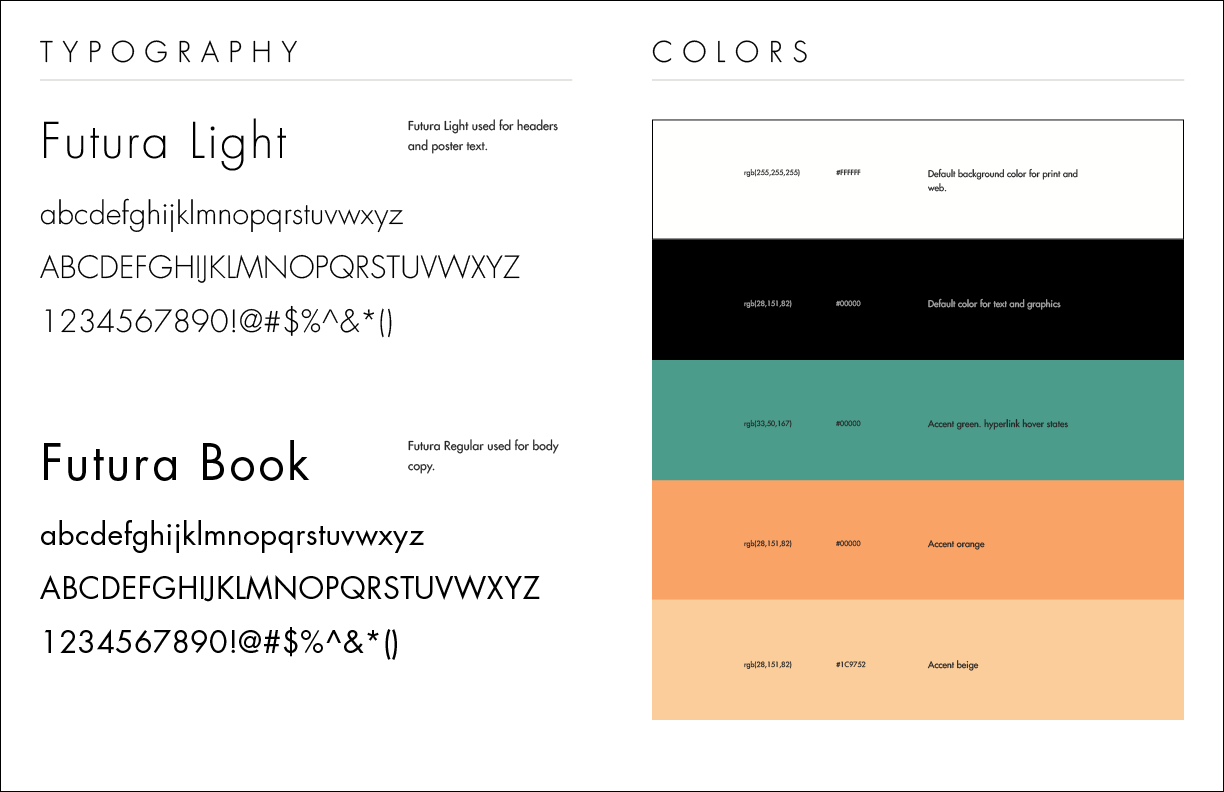 TYPOGRAPHY
Futura Light
Futura Light used for headers
and poster text.
abcdefghijklmnopqrstuvwxyz
ABCDEFGHIJKLMNOPQRSTUVWXYZ
1234567890!@#$%^&*()
Futura Book
Futura Regular used for body
copy.
abcdefghijklmnopqrstuvwxyz
ABCDEFGHIJKLMNOPQRSTUVWXYZ
1234567890!@#$%^&*()
COLORS
rgb(255,255,255) #FFFFFF Default background color for print and
web.
rgb(28,151,82) #00000 Default color for text and graphics
rgb(33,50,167) #00000 Accent green. hyperlink hover states
rgb(28,151,82) #00000 Accent orange
rgb(28,151,82) #1C9752 Accent beige